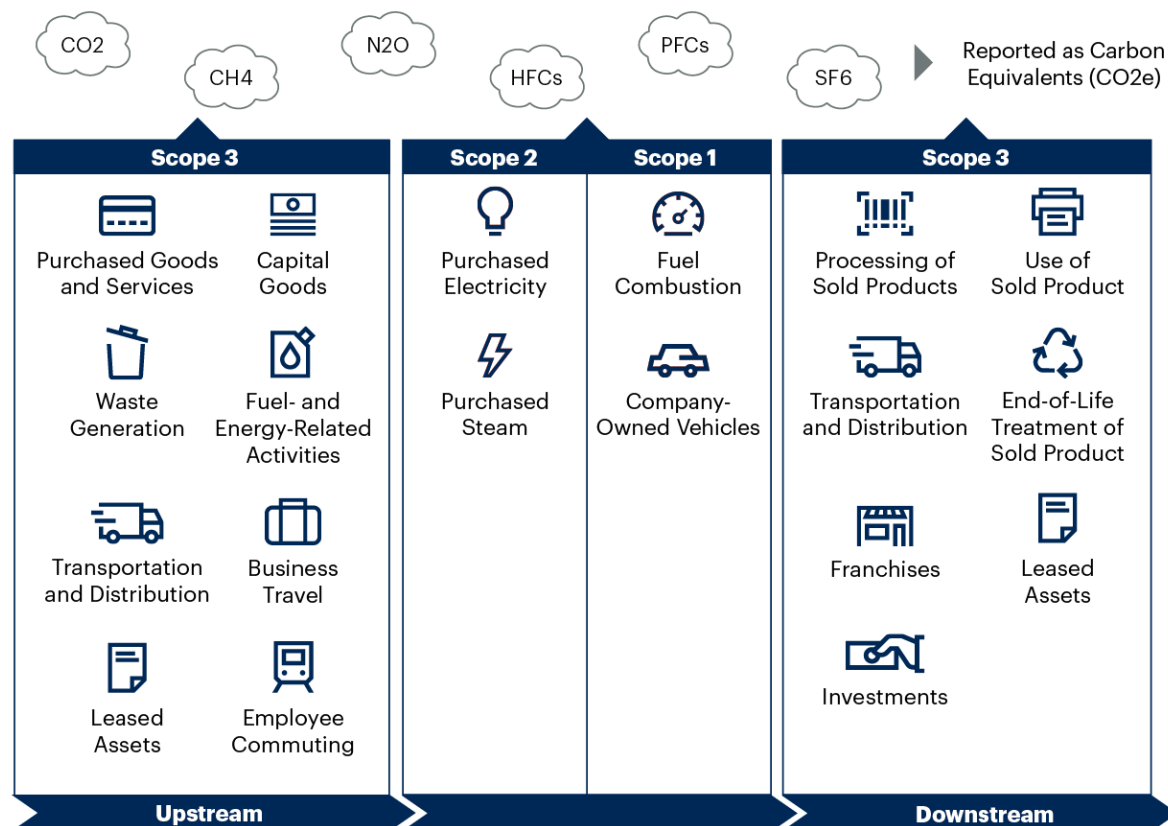 CO2
CH4
N2O
HFCs
PFCs
SF6
Reported as Carbon
Equivalents (CO2e)
Scope 3
Purchased Goods
and Services
Capital
Goods
Waste
Generation
Fuel- and
Energy-Related
Activities
Transportation
and Distribution
Business
Travel
Leased
Assets
Employee
Commuting
Scope 2
Purchased
Electricity
Purchased
Steam
Scope 1
Fuel
Combustion
Company-
Owned Vehicles
Scope 3
Processing of
Sold Products
Use of
Sold Product
Transportation
and Distribution
End-of-Life
Treatment of
Sold Product
Franchises
Leased
Assets
Investments
Upstream
Downstream